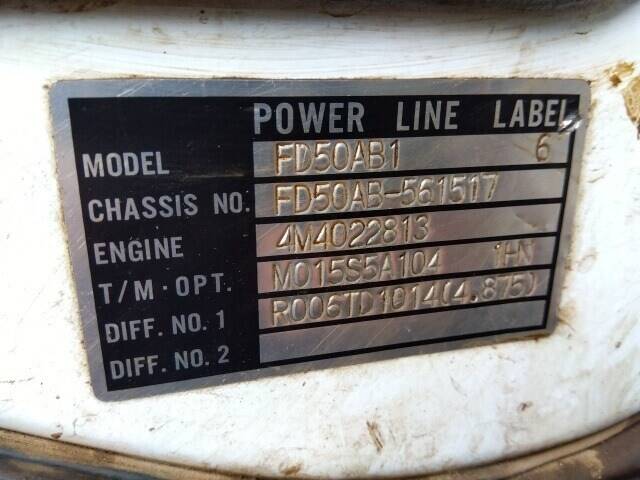 POWER LINE LABEL
MODEL FD50AB1 6
CHASSIS NO. FD50AB-561517
ENGINE 4M4022813
T/M·OPT. M015S5A104 1HN
DIFF. NO. 1 R006TD1014(4.875)
DIFF. NO. 2